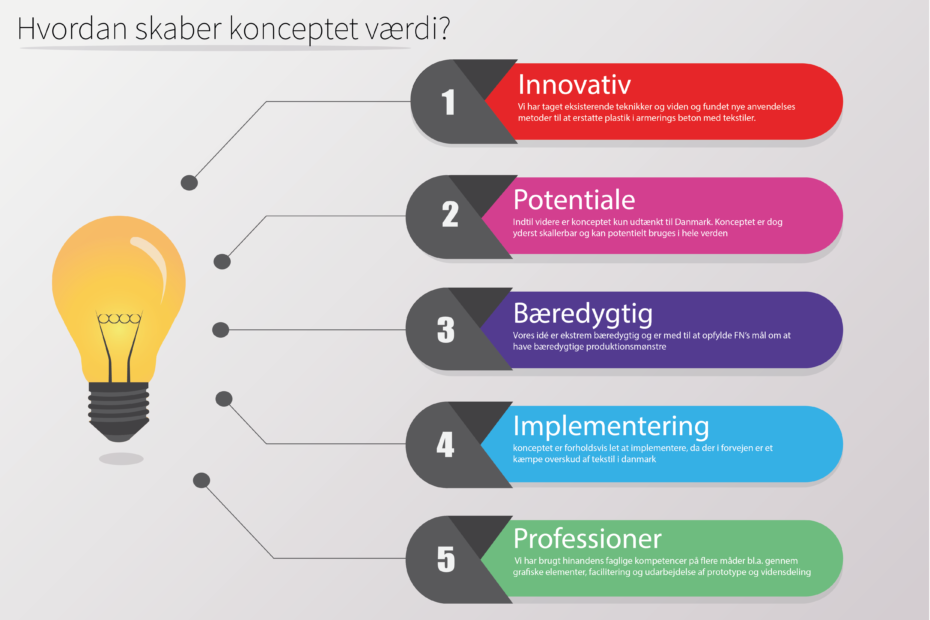 Hvordan skaber konceptet værdi?
1
Innovativ
Vi har taget eksisterende teknikker og viden og fundet nye anvendelses
metoder til at erstatte plastik i armerings beton med tekstiler.
2
Potentiale
Indtil videre er konceptet kun udtænkt til Danmark. Konceptet er dog
yderst skallerbar og kan potentielt bruges i hele verden
3
Bæredygtig
Vores idé er ekstrem bæredygtig og er med til at opfylde FN's mål om at
have bæredygtige produktionsmønstre
4
Implementering
konceptet er forholdsvis let at implementere, da der i forvejen er et
kæmpe overskud af tekstil i danmark
5
Professioner
Vi har brugt hinandens faglige kompetencer på flere måder bl.a. gennem
grafiske elementer, facilitering og udarbejdelse af prototype og vidensdeling